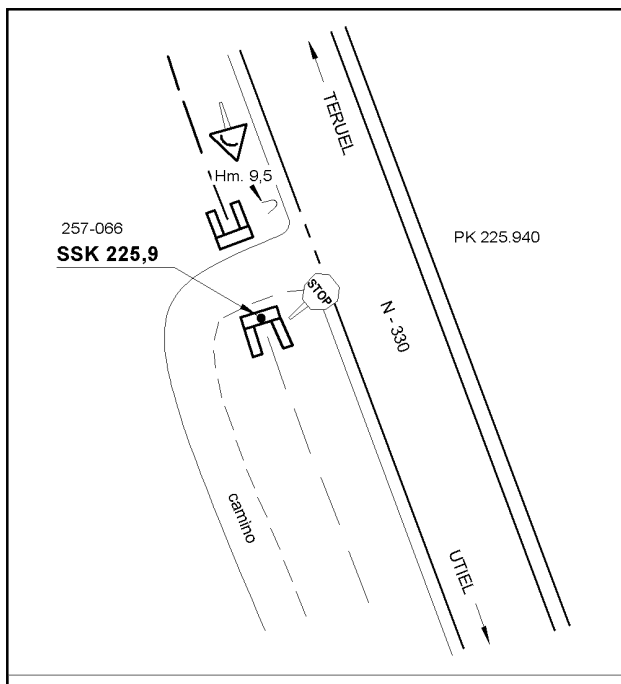 TERUEL
Hm. 9,5
257-066
SSK 225,9
PK 225.940
STOP
N - 330
camino
UTIEL